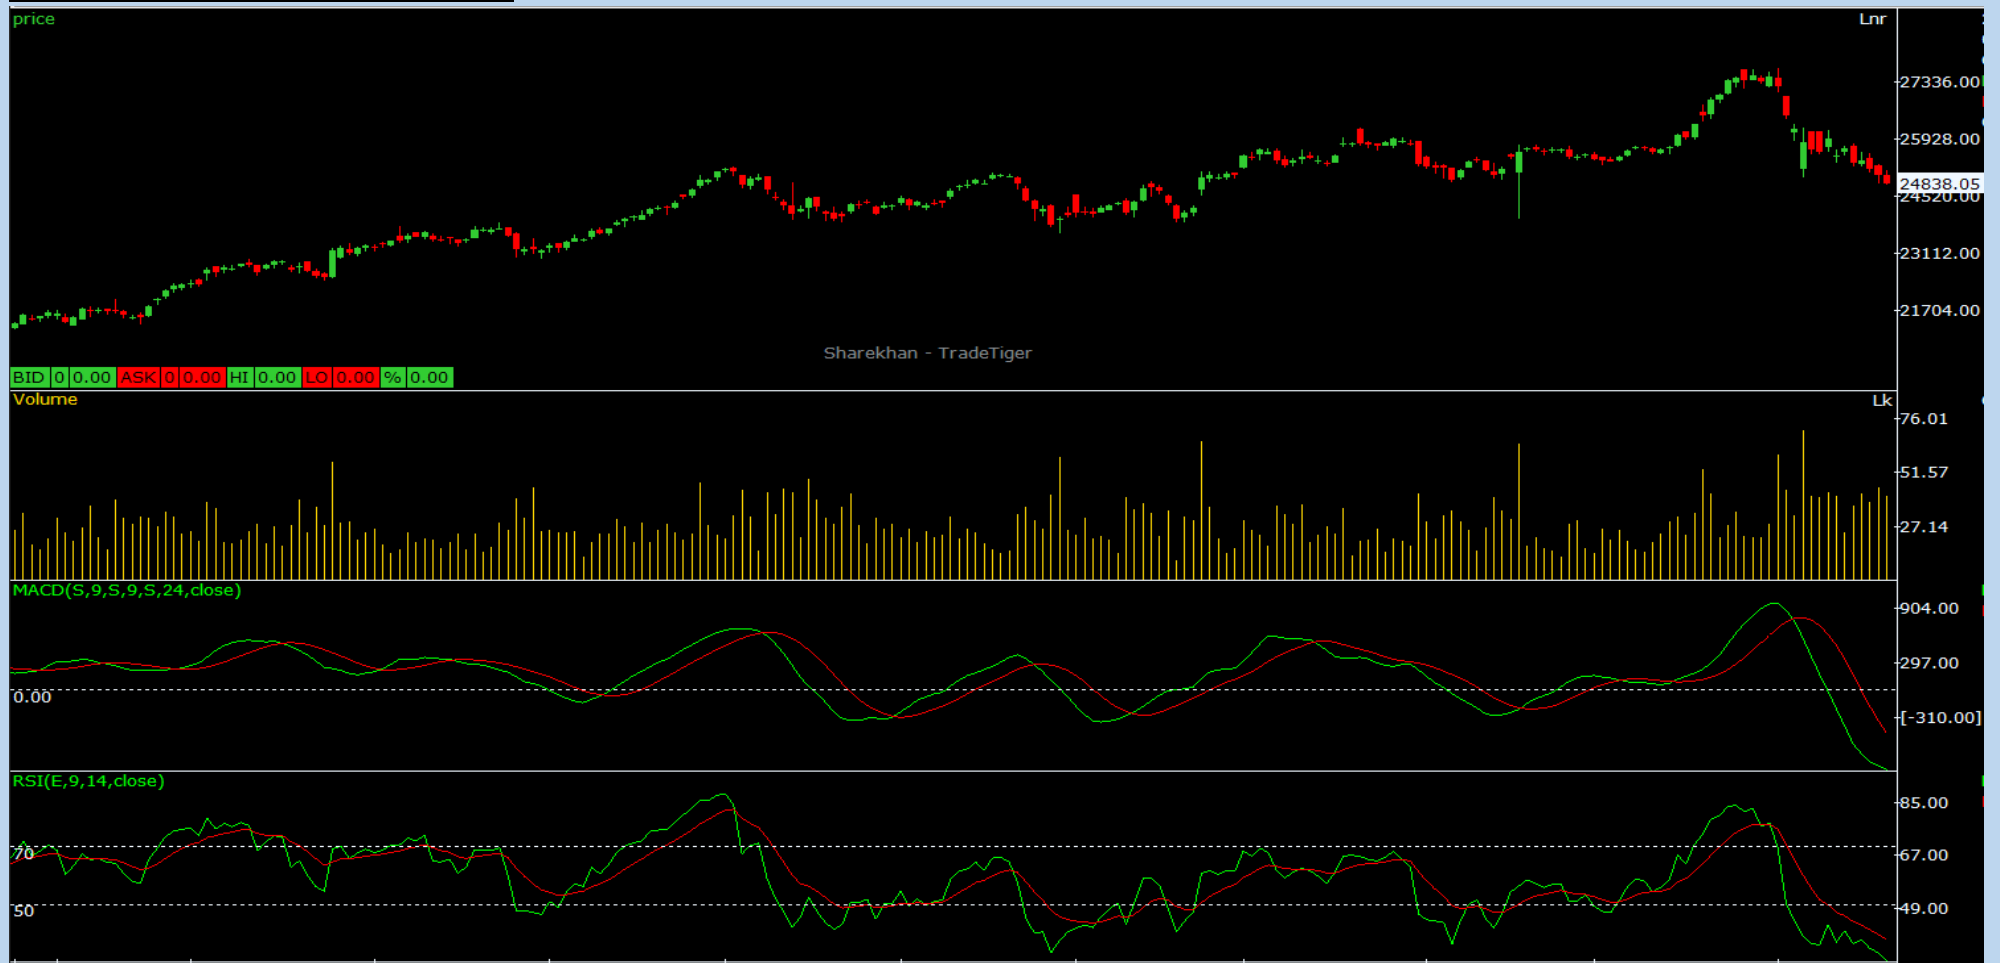 price
Lnr
27336.00
25928.00
24838.05
24520.00
23112.00
21704.00
Sharekhan - TradeTiger
BID 0 0.00 ASK 0 0.00 HI 0.00 LO 0.00 % 0.00
Volume
Lk
76.01
51.57
27.14
MACD(S,9,S,9,S,24,close)
904.00
297.00
0.00
[-310.00]
RSI(E,9,14,close)
85.00
70
67.00
50
49.00